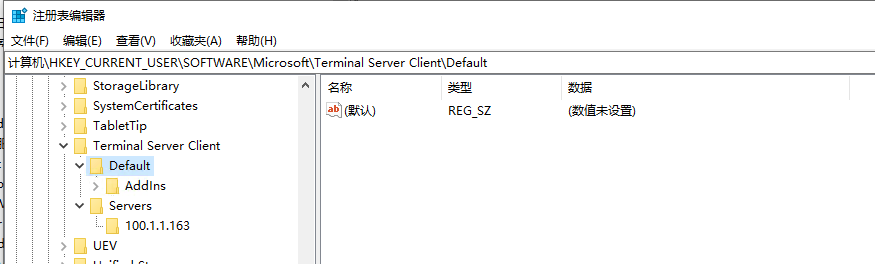 注册表编辑器
文件(F) 编辑(E) 查看(V) 收藏夹(A) 帮助(H)
计算机\HKEY_CURRENT_USER\SOFTWARE\Microsoft\Terminal Server Client\Default
StorageLibrary
SystemCertificates
TabletTip
Terminal Server Client
Default
AddIns
Servers
100.1.1.163
UEV
名称 类型 数据
ab (默认) REG_SZ (数值未设置)